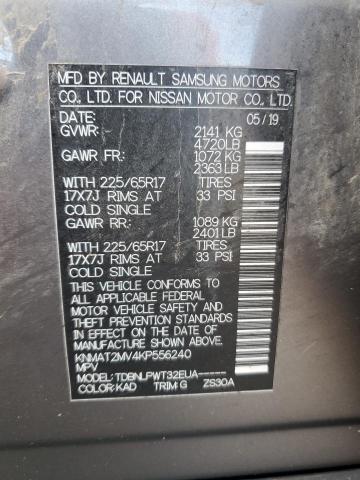 MFD BY RENAULT SAMSUNG MOTORS
CO., LTD. FOR NISSAN MOTOR CO., LTD.
DATE: 05/19
GVWR: 2141 KG
4720LB
GAWR FR: 1072 KG
2363LB
WITH 225/65R17 TIRES
17X7J RIMS AT 33 PSI
COLD SINGLE
GAWR RR: 1089 KG
2401LB
WITH 225/65R17 TIRES
17X7J RIMS AT 33 PSI
COLD SINGLE
THIS VEHICLE CONFORMS TO
ALL APPLICABLE FEDERAL
MOTOR VEHICLE SAFETY AND
THEFT PREVENTION STANDARDS
IN EFFECT ON THE DATE OF
MANUFACTURE SHOWN ABOVE.
KNMAT2MV4KP556240
MPV
MODEL: TDBNLPWT32EUA-----
COLOR: KAD TRIM: G ZS30A